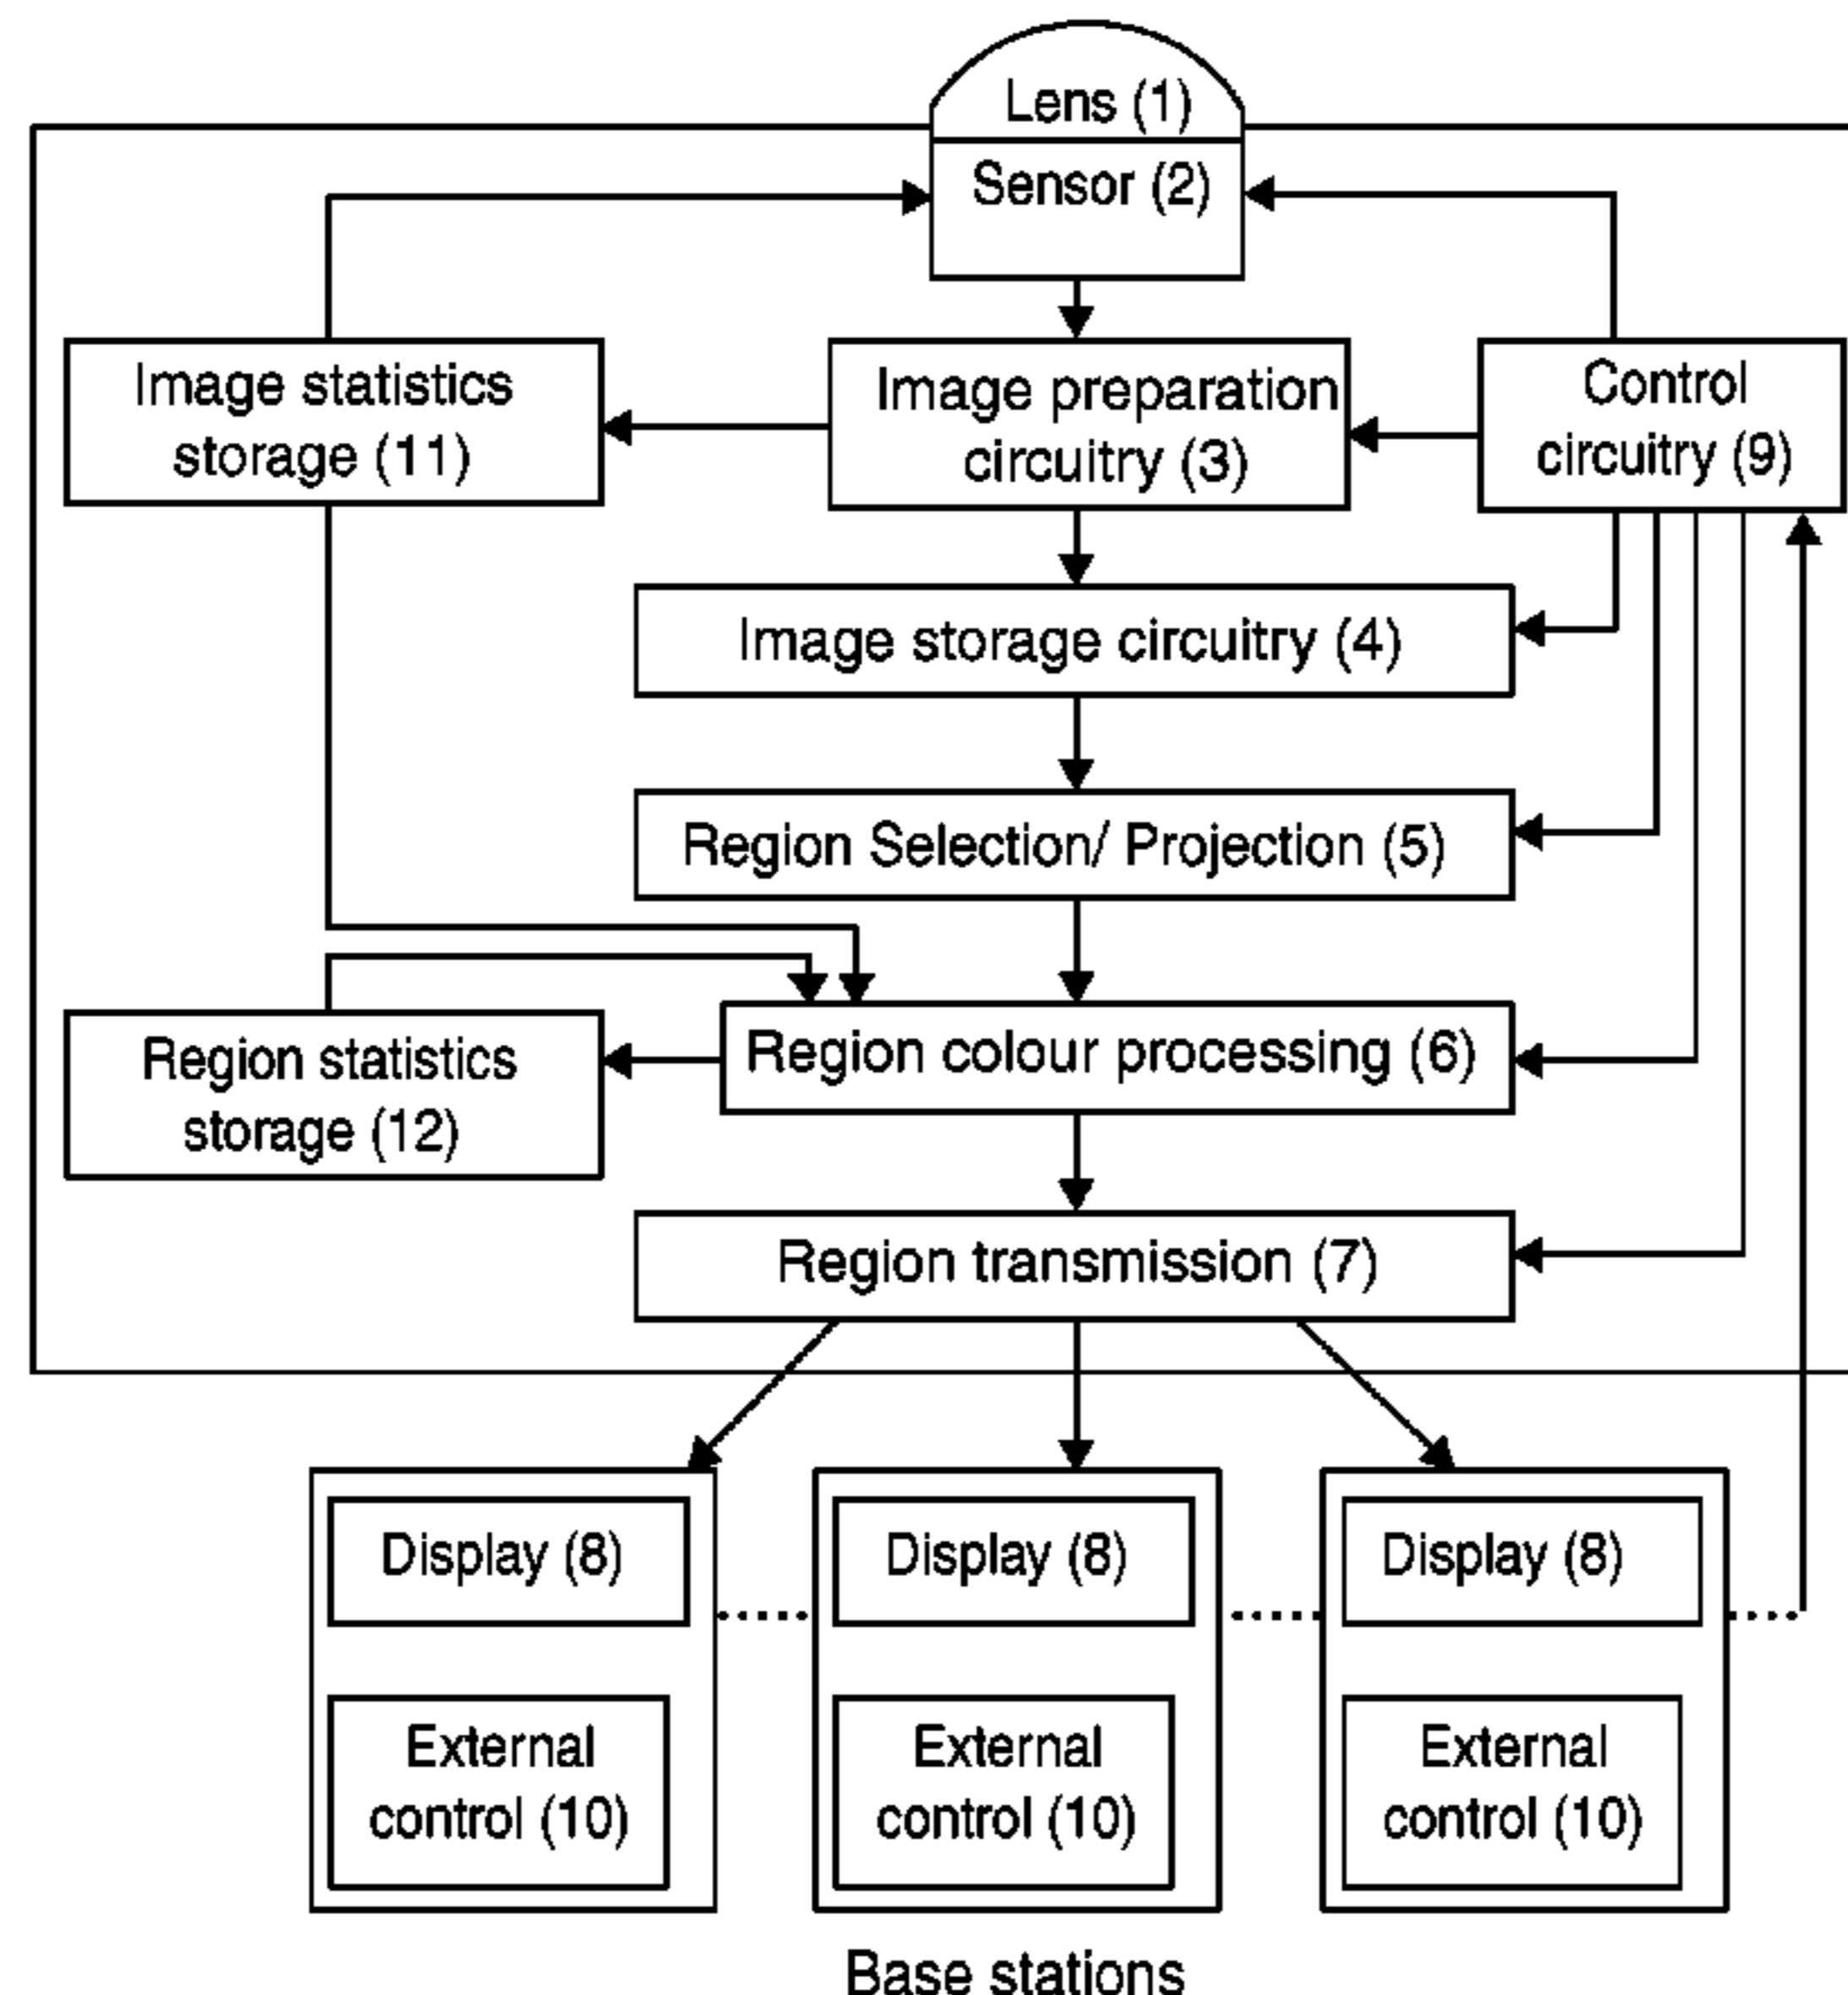 Lens (1)
Sensor (2)
Image statistics
storage (11)
Image preparation
circuitry (3)
Control
circuitry (9)
Image storage circuitry (4)
Region Selection/ Projection (5)
Region statistics
storage (12)
Region colour processing (6)
Region transmission (7)
Display (8)
External
control (10)
Display (8)
External
control (10)
Display (8)
External
control (10)
Base stations